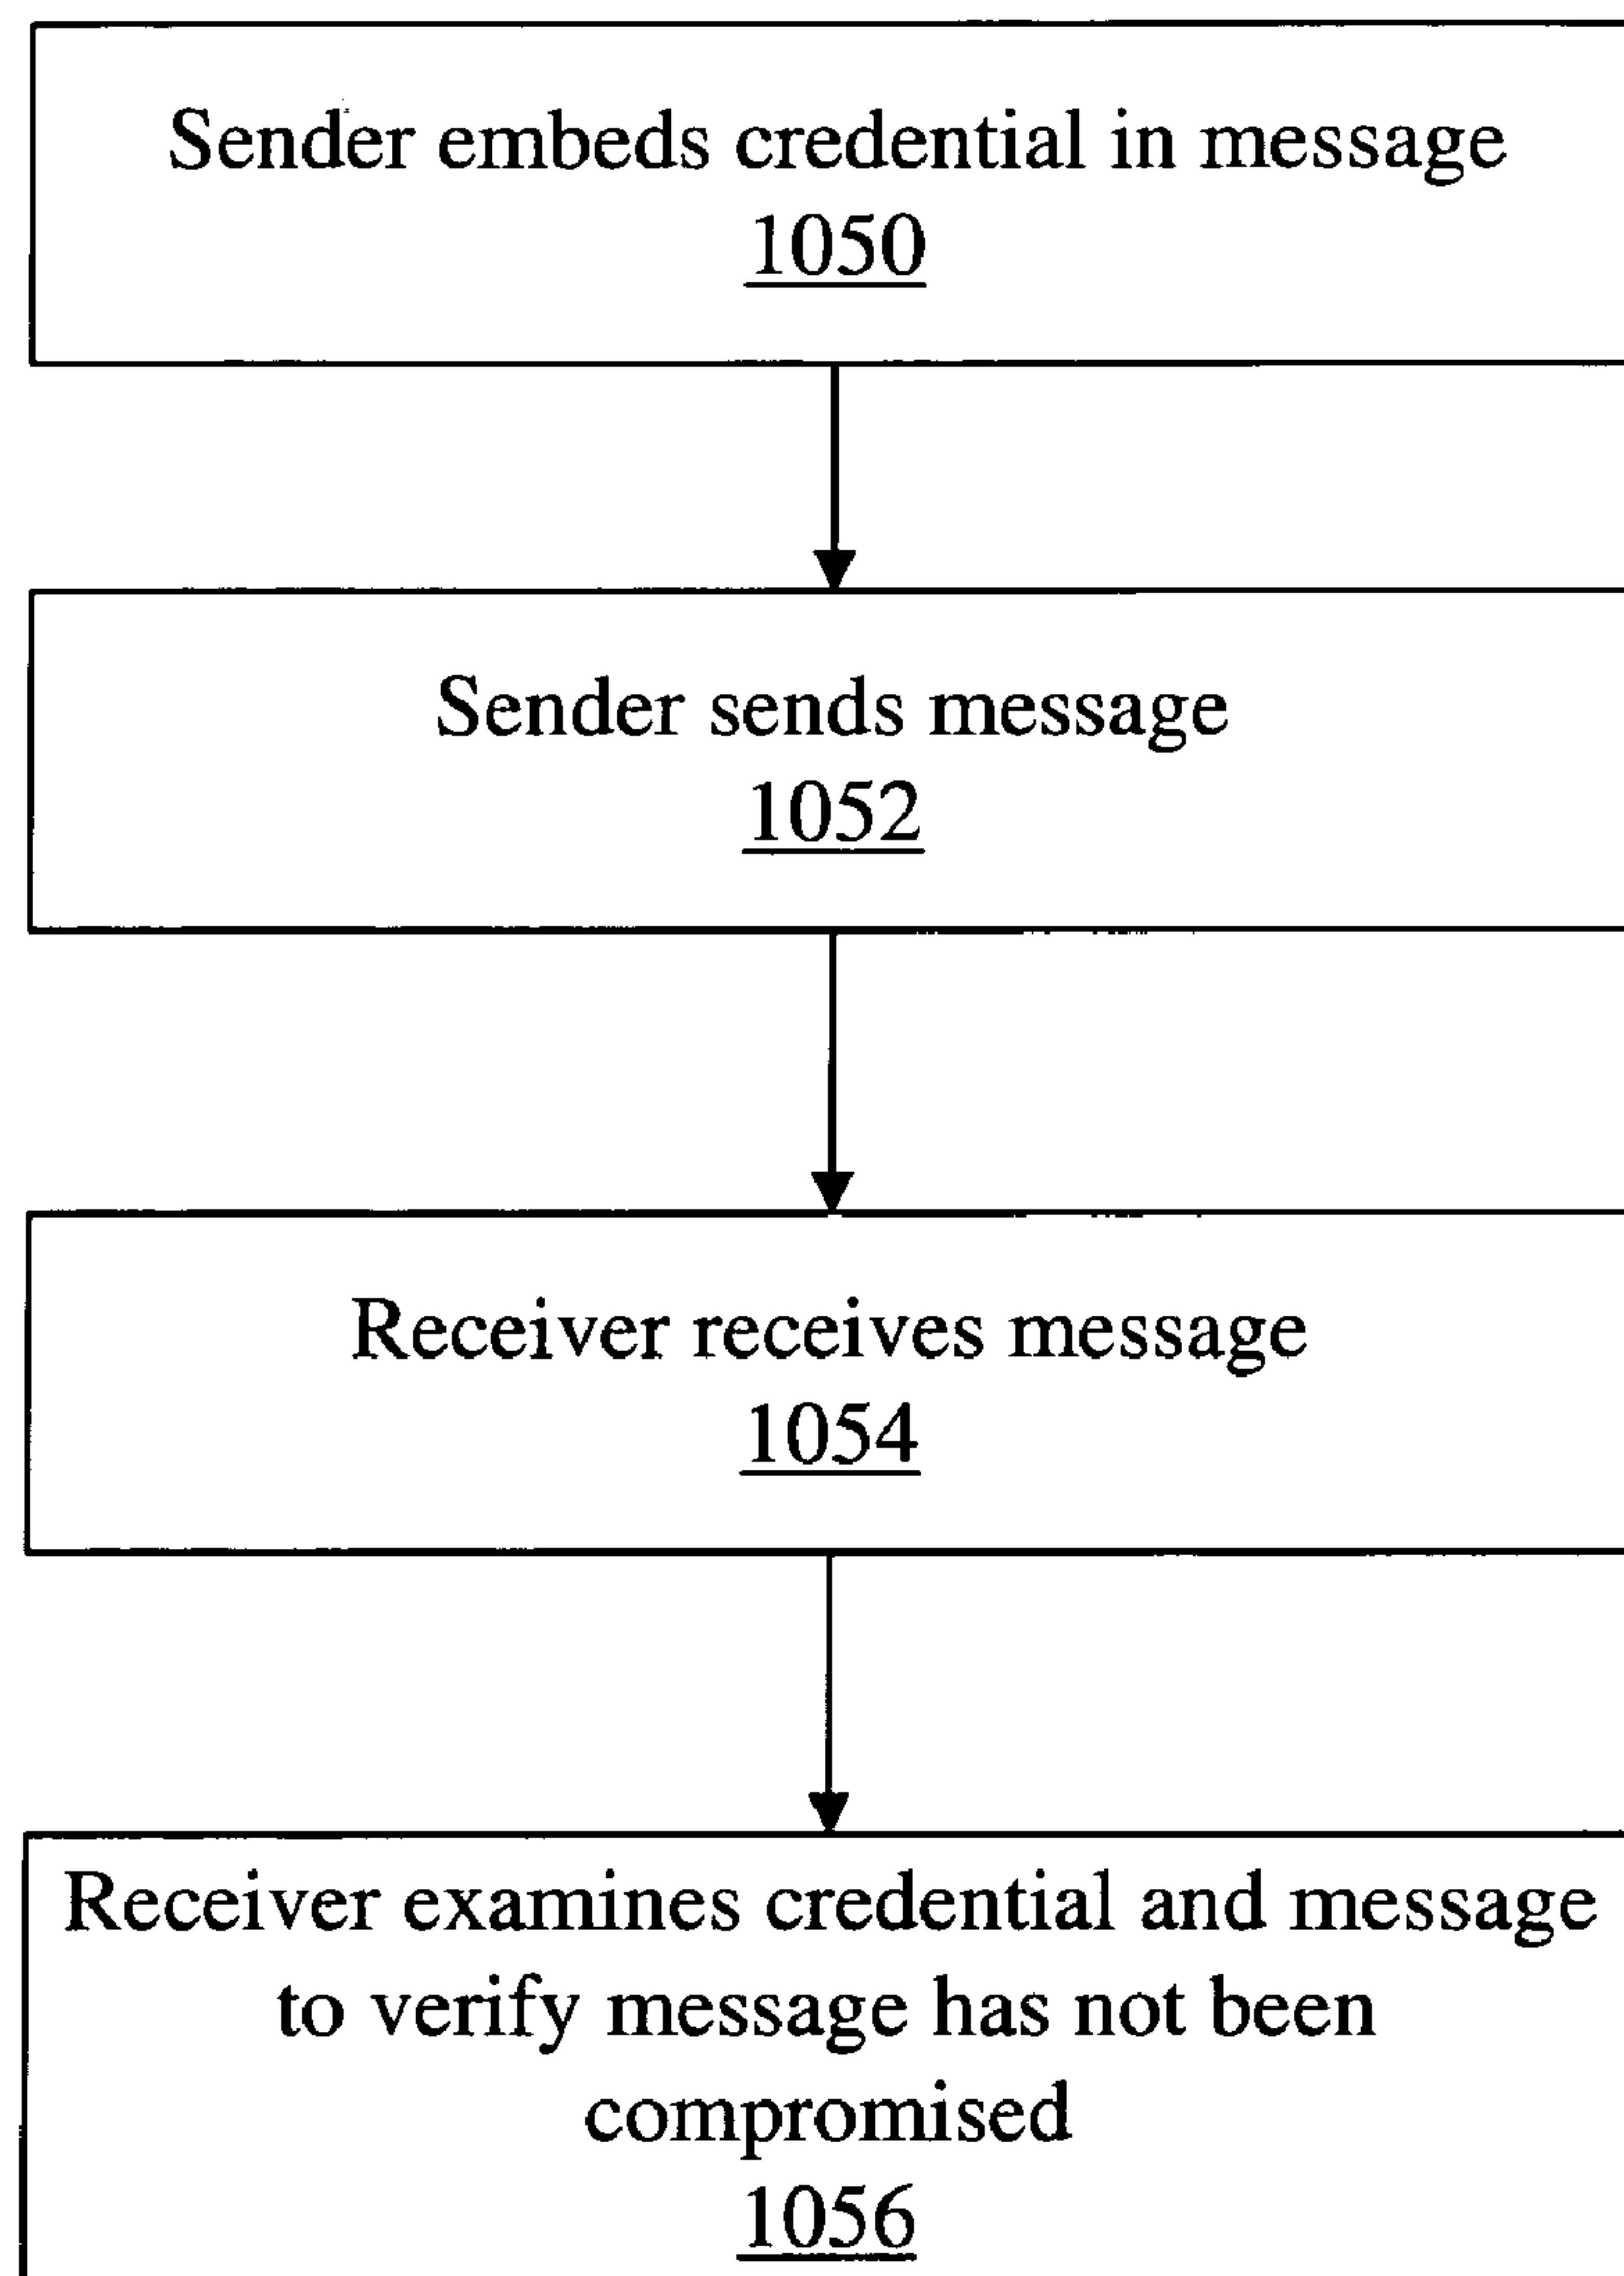 Sender embeds credential in message
1050
Sender sends message
1052
Receiver receives message
1054
Receiver examines credential and message
to verify message has not been
compromised
1056